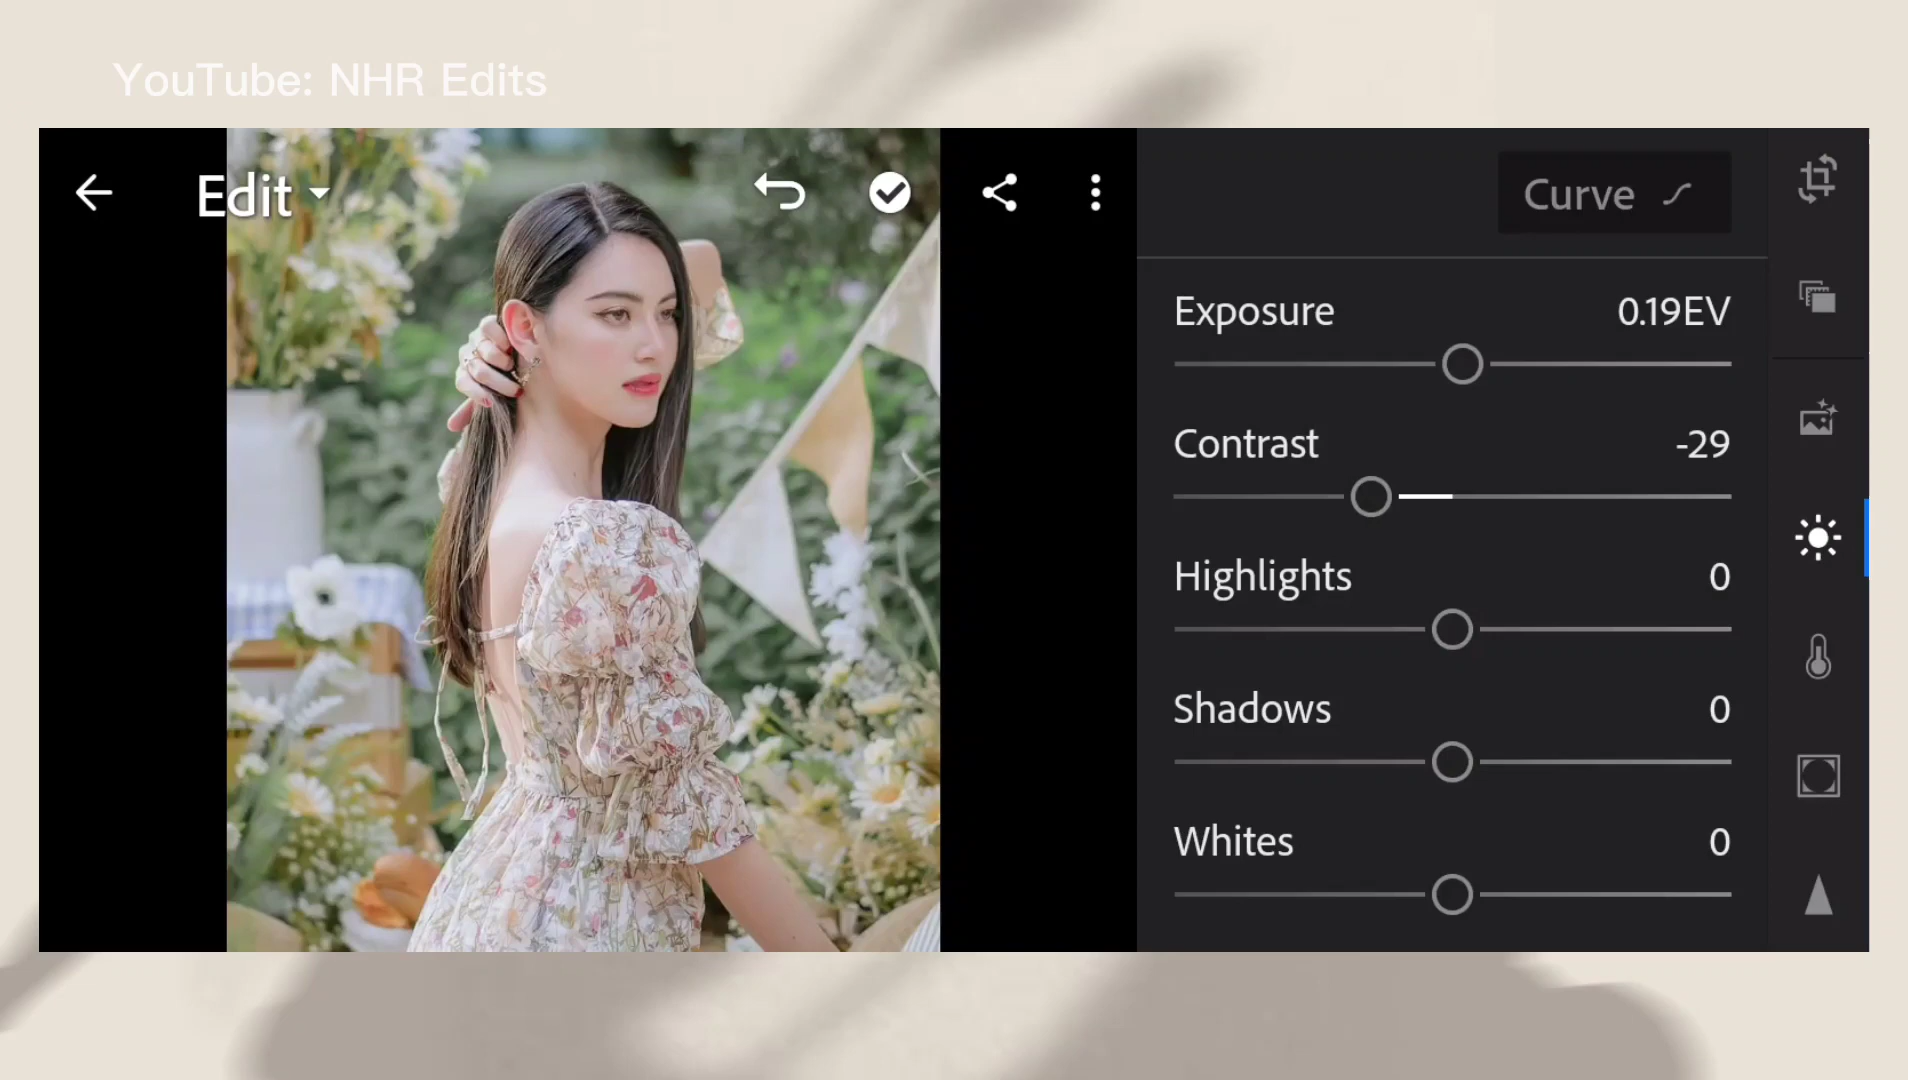 YouTube: NHR Edits
Edit
Curve
Exposure 0.19EV
Contrast -29
Highlights 0
Shadows 0
Whites 0